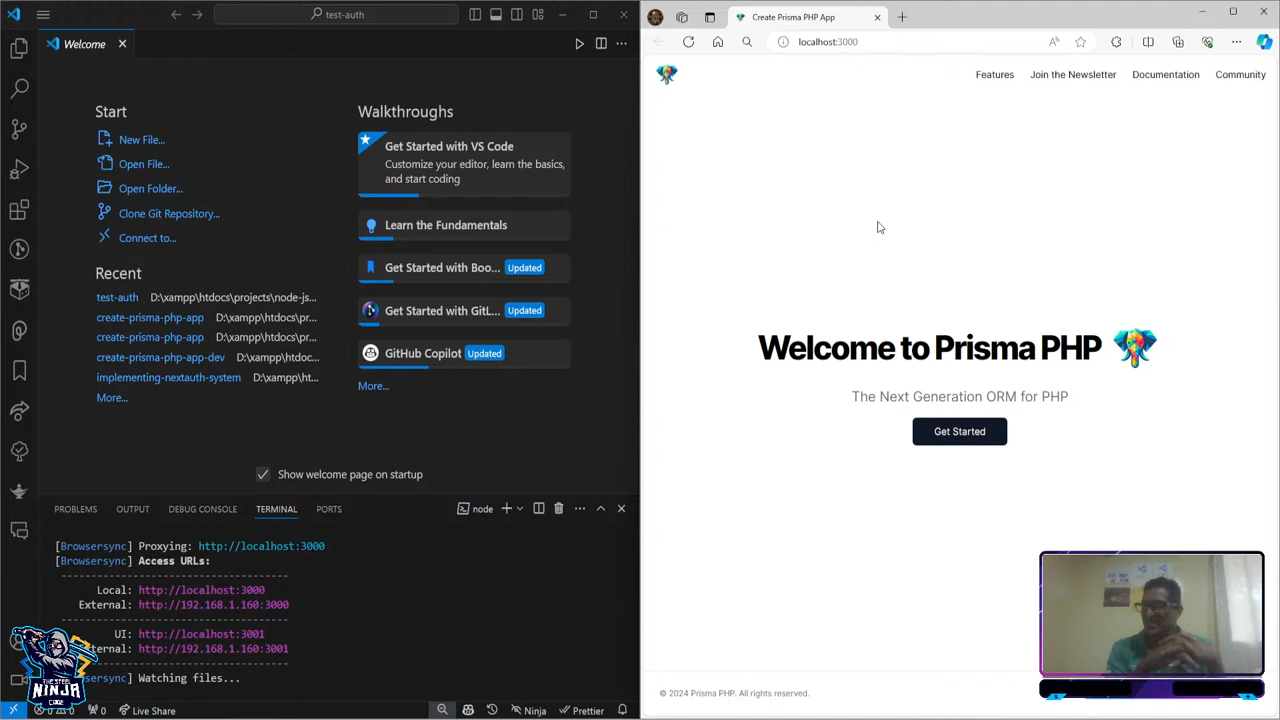 test-auth
Welcome
Start
New File...
Open File...
Open Folder...
Clone Git Repository...
Connect to...
Recent
test-auth D:\xampp\htdocs\projects\node-js...
create-prisma-php-app D:\xampp\htdocs\pr...
create-prisma-php-app D:\xampp\htdocs\pr...
create-prisma-php-app-dev D:\xampp\htdoc...
implementing-nextauth-system D:\xampp\ht...
More...
Walkthroughs
Get Started with VS Code
Customize your editor, learn the basics,
and start coding
Learn the Fundamentals
Get Started with Boo... Updated
Get Started with GitL... Updated
GitHub Copilot Updated
More...
Show welcome page on startup
PROBLEMS OUTPUT DEBUG CONSOLE TERMINAL PORTS
node
[Browsersync] Proxying: http://localhost:3000
[Browsersync] Access URLs:
Local: http://localhost:3000
External: http://192.168.1.160:3000
UI: http://localhost:3001
ernal: http://192.168.1.160:3001
sersync] Watching files...
NINJA
CODE
0 Live Share
Ninja
Prettier
Create Prisma PHP App
localhost:3000
Features Join the Newsletter Documentation Community
Welcome to Prisma PHP
The Next Generation ORM for PHP
Get Started
© 2024 Prisma PHP. All rights reserved.